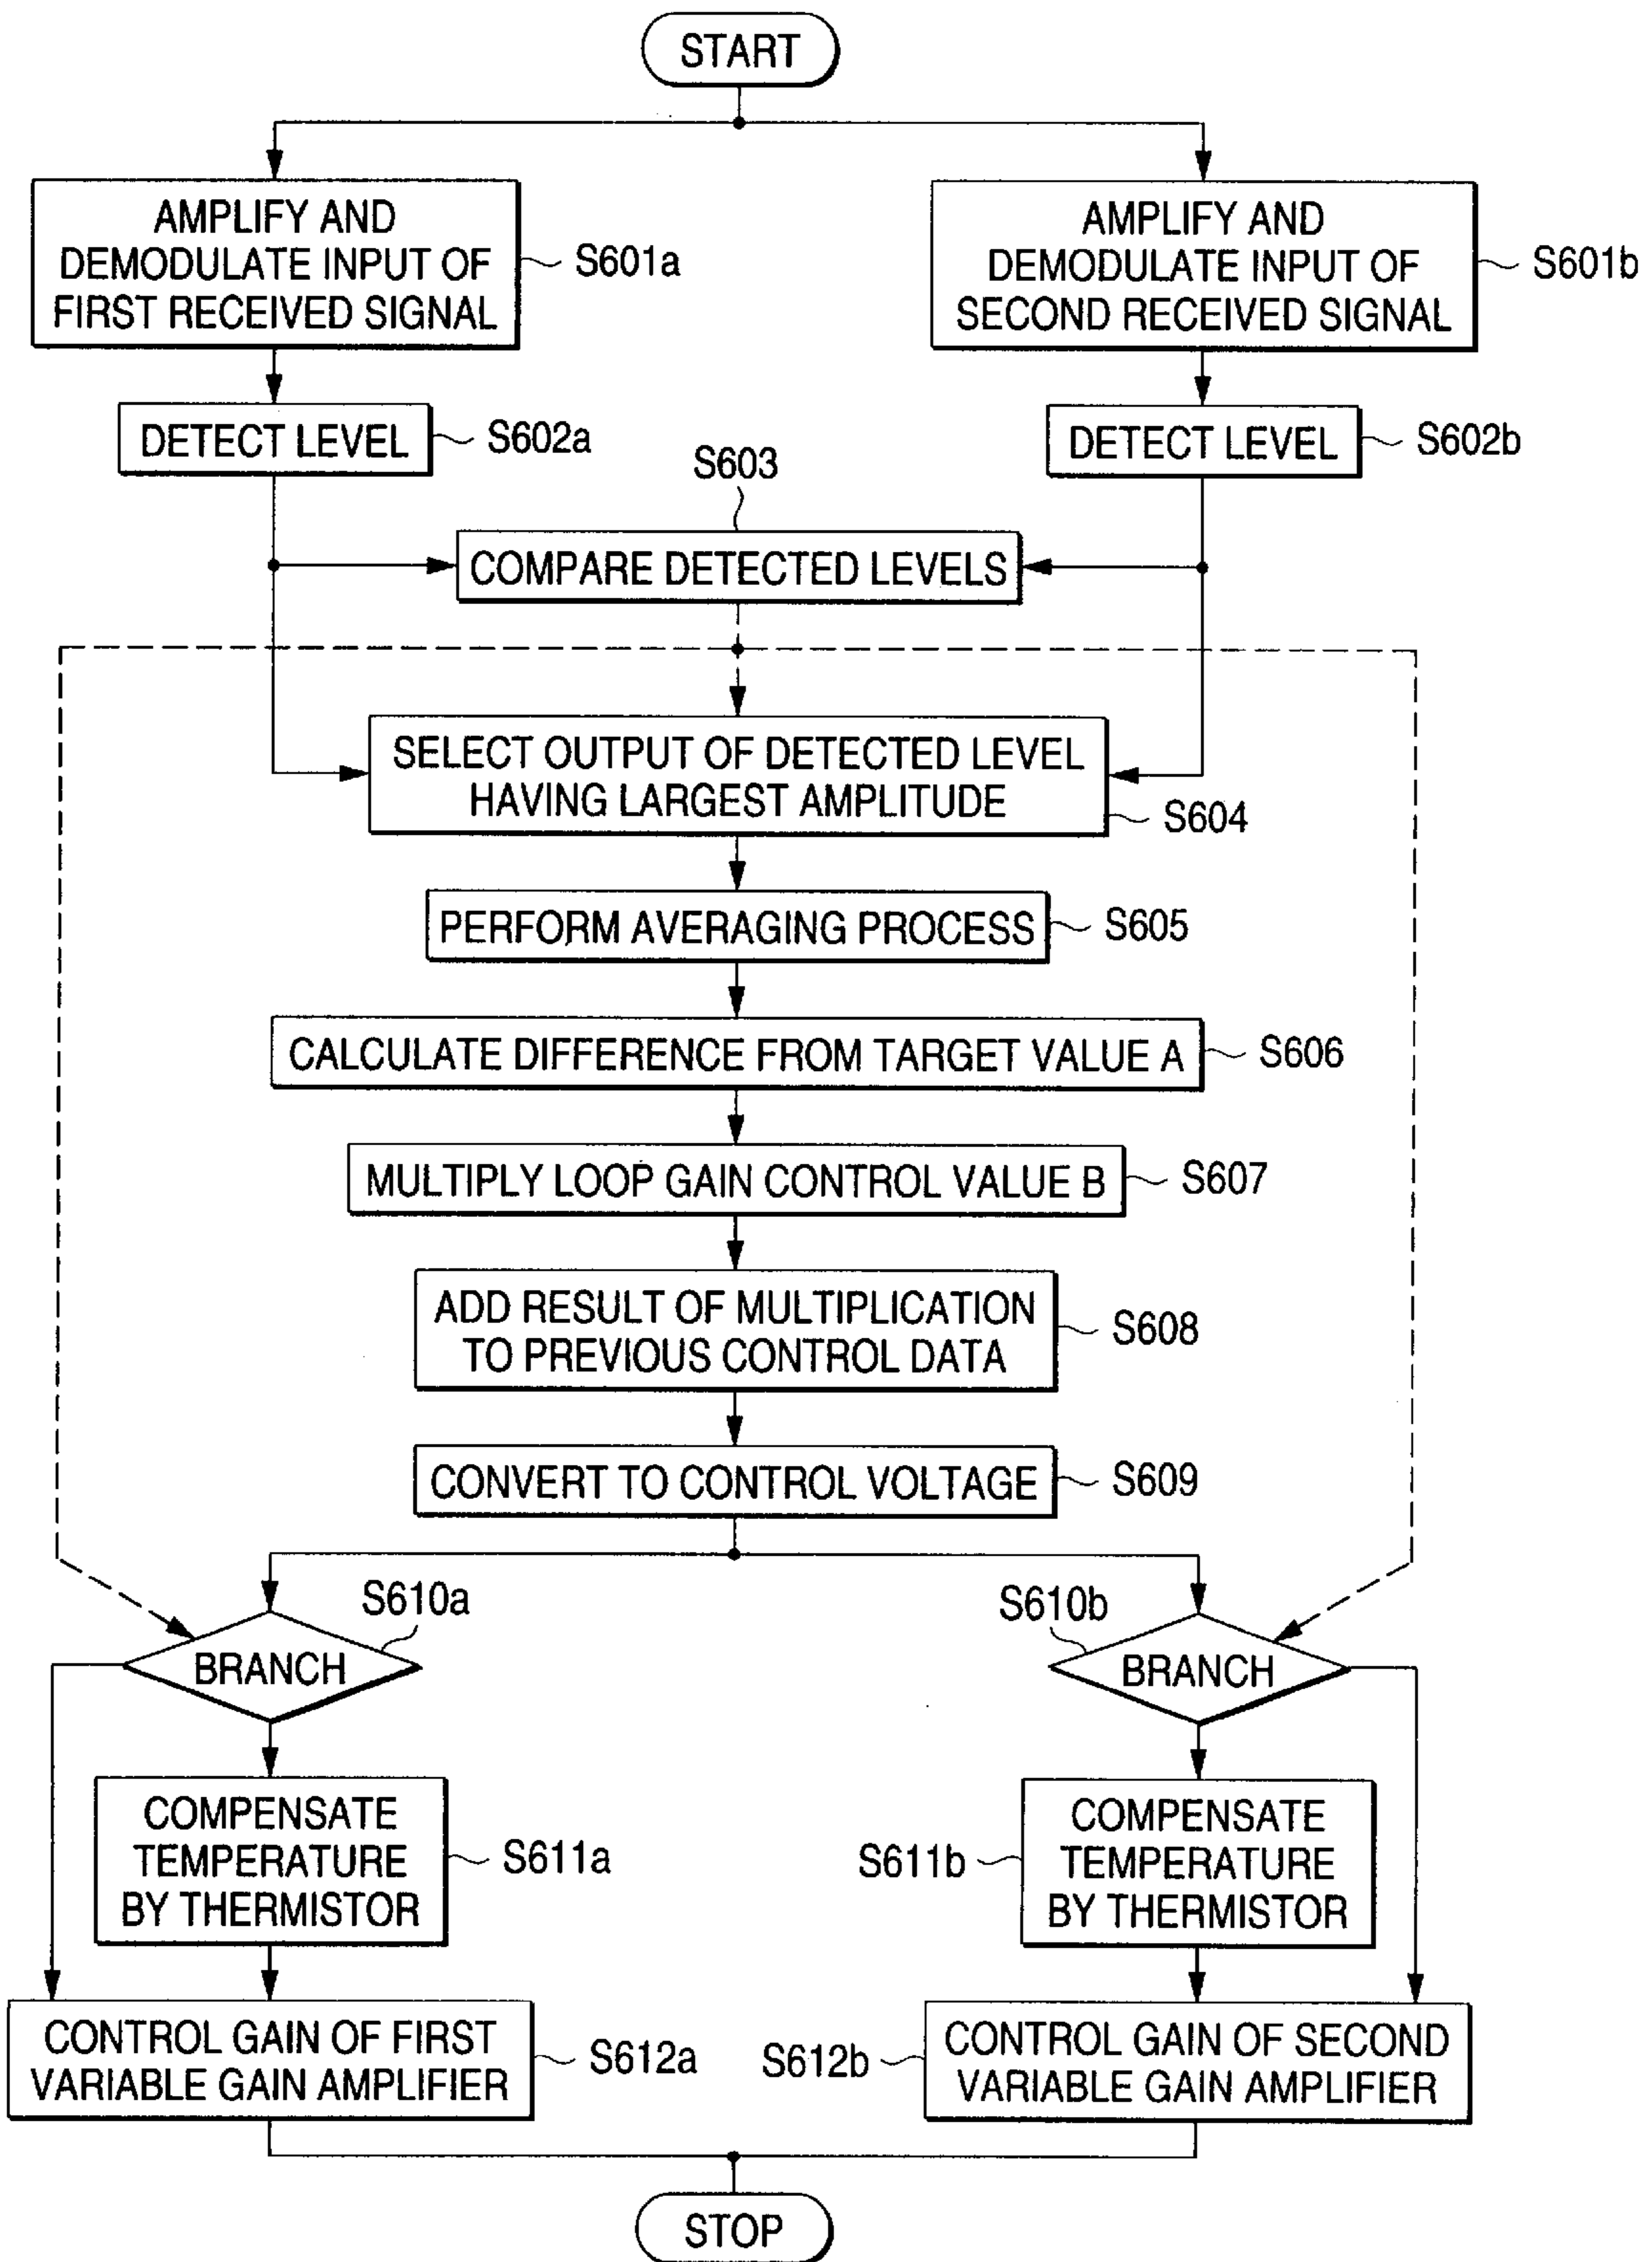 START
AMPLIFY AND
DEMODULATE INPUT OF
FIRST RECEIVED SIGNAL
S601a
AMPLIFY AND
DEMODULATE INPUT OF
SECOND RECEIVED SIGNAL
S601b
DETECT LEVEL
S602a
DETECT LEVEL
S602b
S603
COMPARE DETECTED LEVELS
SELECT OUTPUT OF DETECTED LEVEL
HAVING LARGEST AMPLITUDE
S604
PERFORM AVERAGING PROCESS
S605
CALCULATE DIFFERENCE FROM TARGET VALUE A
S606
MULTIPLY LOOP GAIN CONTROL VALUE B
S607
ADD RESULT OF MULTIPLICATION
TO PREVIOUS CONTROL DATA
S608
CONVERT TO CONTROL VOLTAGE
S609
S610a
BRANCH
S610b
BRANCH
COMPENSATE
TEMPERATURE
BY THERMISTOR
S611a
S611b
COMPENSATE
TEMPERATURE
BY THERMISTOR
CONTROL GAIN OF FIRST
VARIABLE GAIN AMPLIFIER
S612a
S612b
CONTROL GAIN OF SECOND
VARIABLE GAIN AMPLIFIER
STOP